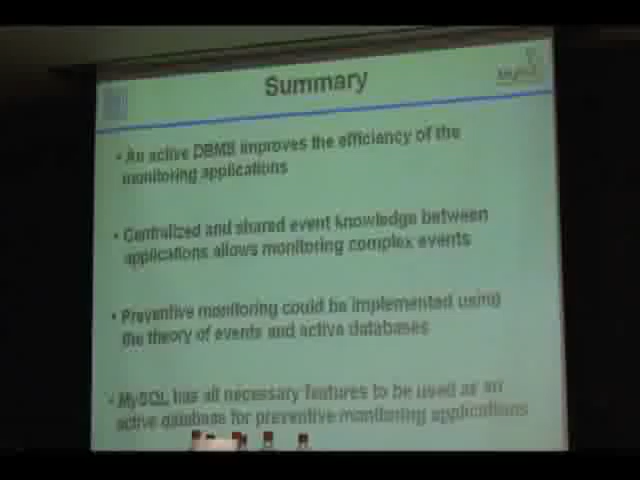 Summary
MySQL
• An active DBMS improves the efficiency of the
monitoring applications
• Centralized and shared event knowledge between
applications allows monitoring complex events
• Preventive monitoring could be implemented using
the theory of events and active databases
• MySQL has all necessary features to be used as an
active database for preventive monitoring applications